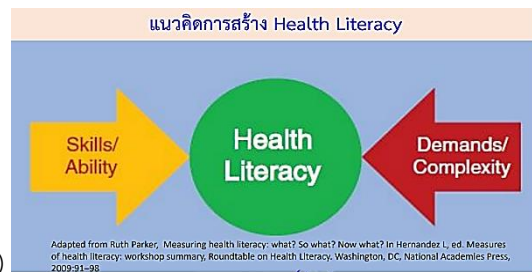 แนวคิดการสร้าง Health Literacy
Skills/
Ability
Health
Literacy
Demands/
Complexity
Adapted from Ruth Parker, Measuring health literacy: what? So what? Now what? In Hernandez L, ed. Measures
of health literacy: workshop summary, Roundtable on Health Literacy. Washington, DC, National Academies Press,
2009:91–98
)